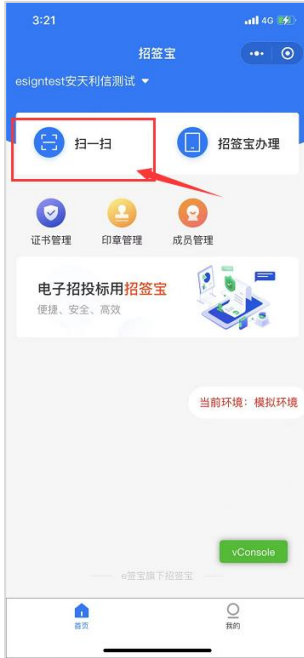 3:21
4G
招签宝
esigntest安天利信测试
扫一扫
招签宝办理
证书管理
印章管理
成员管理
电子招投标用招签宝
便捷、安全、高效
当前环境：模拟环境
vConsole
e签宝旗下招签宝
首页
我的